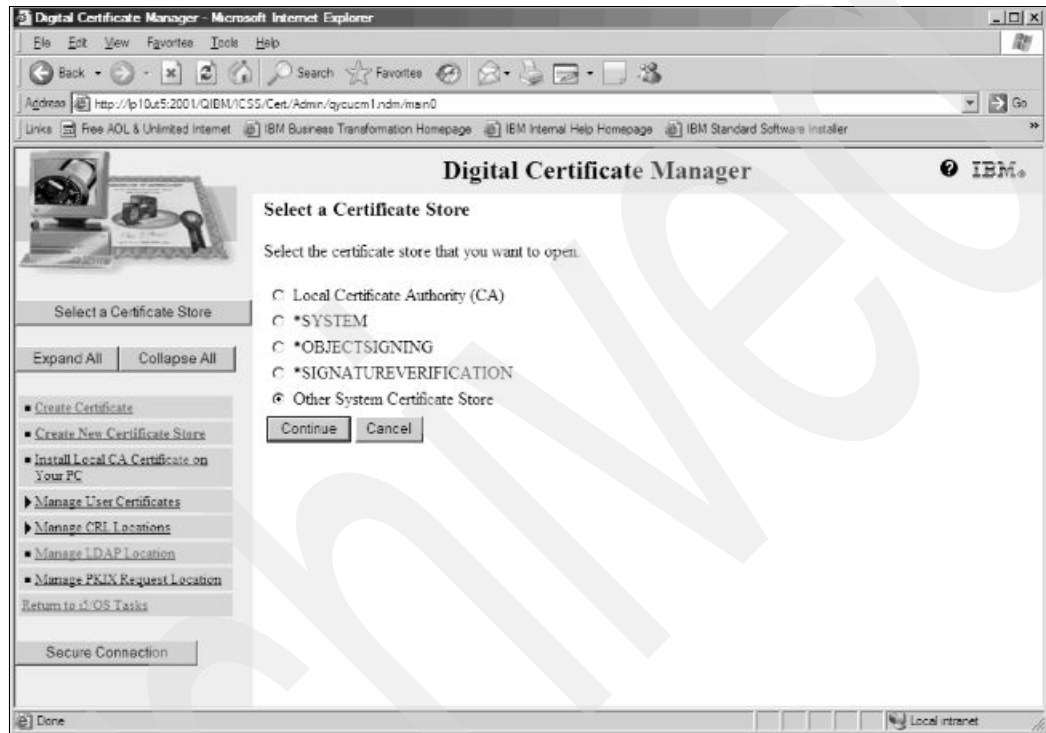 Digital Certificate Manager - Microsoft Internet Explorer
File Edit View Favorites Tools Help
Back Search Favorites
Address http://lp10ut5:2001/QIBM/ICSS/Cert/Admin/qycucm1.ndm/main0 Go
Links Free AOL & Unlimited Internet IBM Business Transformation Homepage IBM Internal Help Homepage IBM Standard Software Installer »
Digital Certificate Manager
IBM
Select a Certificate Store
Expand All Collapse All
Create Certificate
Create New Certificate Store
Install Local CA Certificate on
Your PC
Manage User Certificates
Manage CRL Locations
Manage LDAP Location
Manage PKIX Request Location
Return to i5/OS Tasks
Secure Connection
Select a Certificate Store
Select the certificate store that you want to open.
Local Certificate Authority (CA)
*SYSTEM
*OBJECTSIGNING
*SIGNATUREVERIFICATION
Other System Certificate Store
Continue Cancel
Done Local intranet